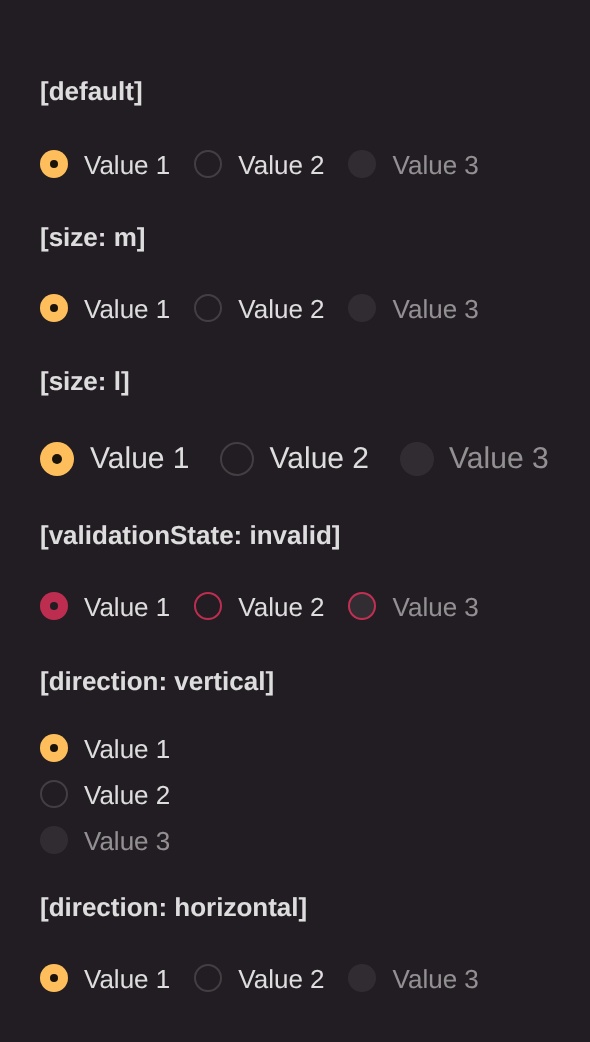 [default]
Value 1 Value 2 Value 3
[size: m]
Value 1 Value 2 Value 3
[size: l]
Value 1 Value 2 Value 3
[validationState: invalid]
Value 1 Value 2 Value 3
[direction: vertical]
Value 1
Value 2
Value 3
[direction: horizontal]
Value 1 Value 2 Value 3